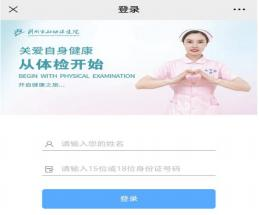 登录
关爱自身健康
从体检开始
BEGIN WITH PHYSICAL EXAMINATION
开启健康之旅...
请输入您的姓名
请输入15位或18位身份证号码
登录